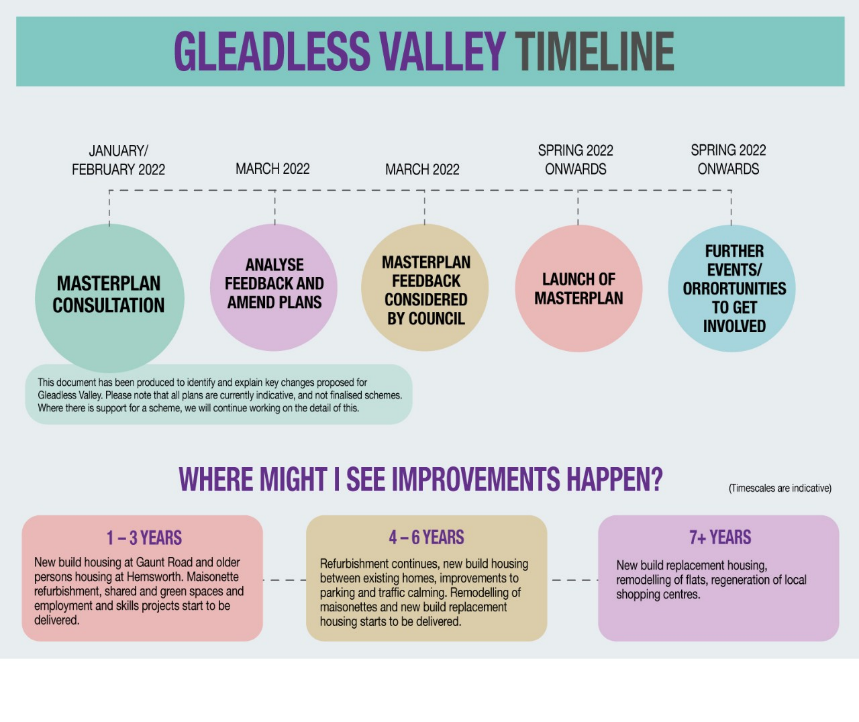 GLEADLESS VALLEY TIMELINE
JANUARY/
FEBRUARY 2022
MARCH 2022
MARCH 2022
SPRING 2022
ONWARDS
SPRING 2022
ONWARDS
MASTERPLAN
CONSULTATION
ANALYSE
FEEDBACK AND
AMEND PLANS
MASTERPLAN
FEEDBACK
CONSIDERED
BY COUNCIL
LAUNCH OF
MASTERPLAN
FURTHER
EVENTS/
ORRORTUNITIES
TO GET
INVOLVED
This document has been produced to identify and explain key changes proposed for
Gleadless Valley. Please note that all plans are currently indicative, and not finalised schemes.
Where there is support for a scheme, we will continue working on the detail of this.
WHERE MIGHT I SEE IMPROVEMENTS HAPPEN?
(Timescales are indicative)
1 – 3 YEARS
New build housing at Gaunt Road and older
persons housing at Hemsworth. Maisonette
refurbishment, shared and green spaces and
employment and skills projects start to be
delivered.
4 – 6 YEARS
Refurbishment continues, new build housing
between existing homes, improvements to
parking and traffic calming. Remodelling of
maisonettes and new build replacement
housing starts to be delivered.
7+ YEARS
New build replacement housing,
remodelling of flats, regeneration of local
shopping centres.